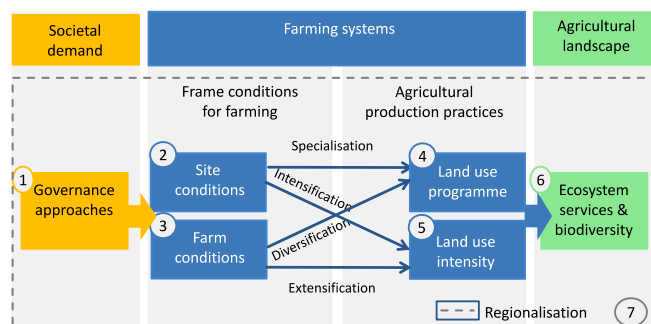 Societal
demand
Farming systems
Agricultural
landscape
Frame conditions
for farming
Agricultural
production practices
1
Governance
approaches
2
Site
conditions
3
Farm
conditions
Specialisation
Intensification
Diversification
Extensification
4
Land use
programme
5
Land use
intensity
6
Ecosystem
services &
biodiversity
Regionalisation
7